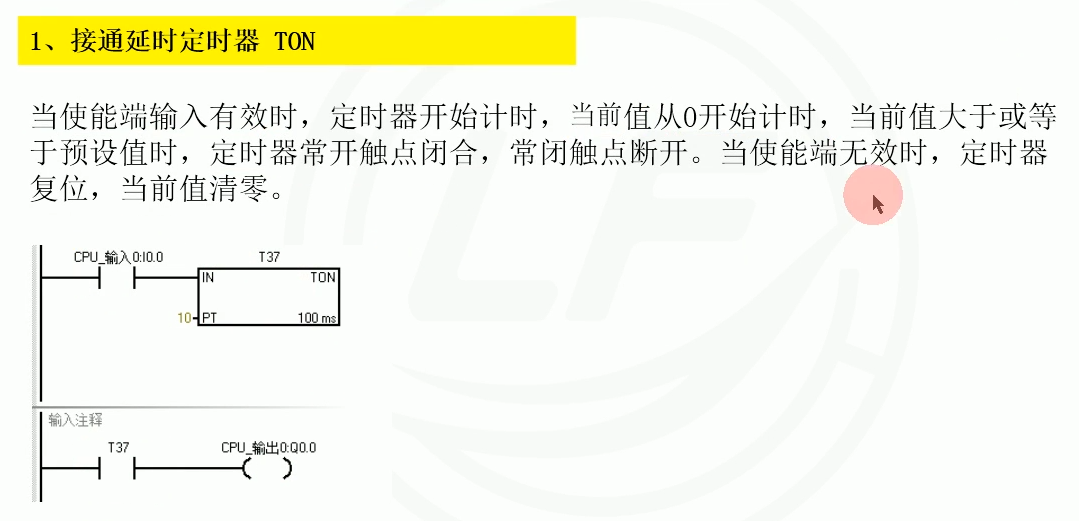 1、接通延时定时器 TON
当使能端输入有效时，定时器开始计时，当前值从0开始计时，当前值大于或等
于预设值时，定时器常开触点闭合，常闭触点断开。当使能端无效时，定时器
复位，当前值清零。
CPU_输入0:I0.0 T37
IN TON
10 PT 100 ms
输入注释
T37 CPU_输出0:Q0.0
LF